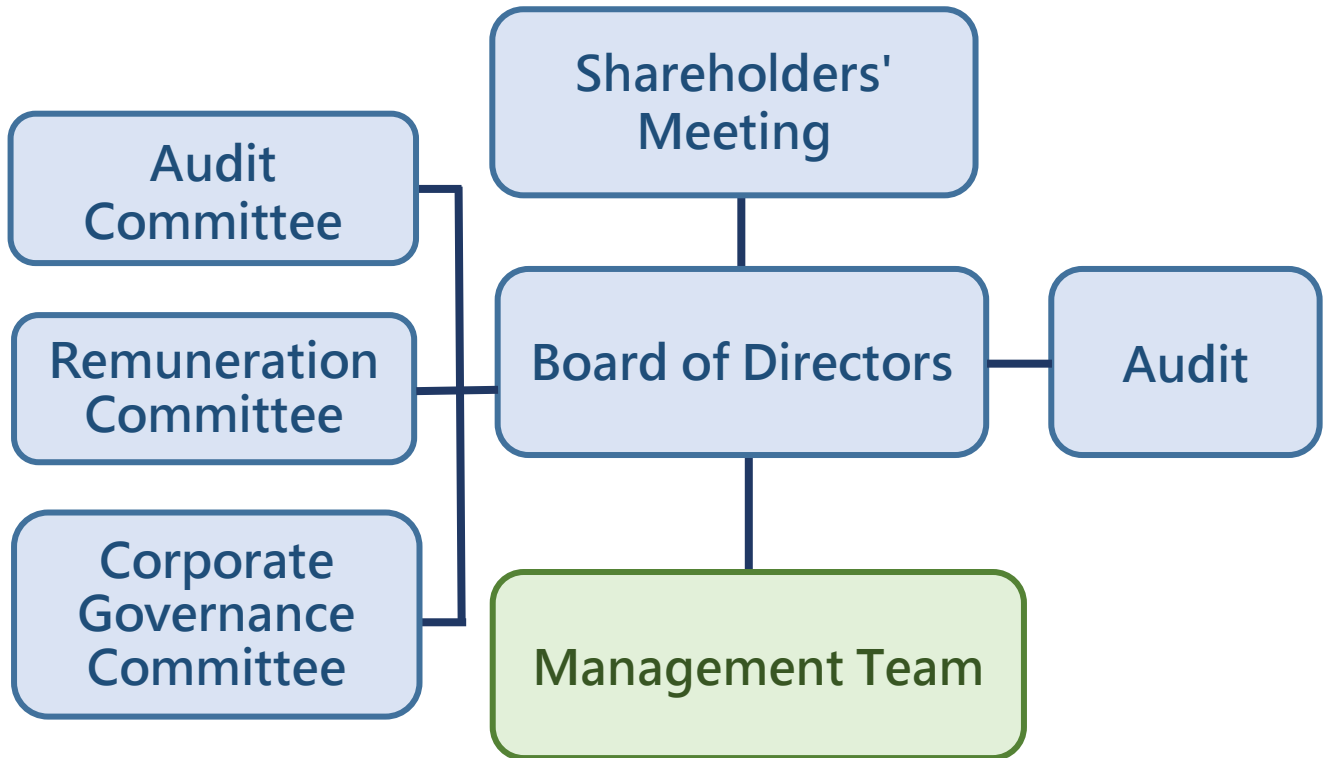 Shareholders'
Meeting
Audit
Committee
Remuneration
Committee
Corporate
Governance
Committee
Board of Directors
Audit
Management Team